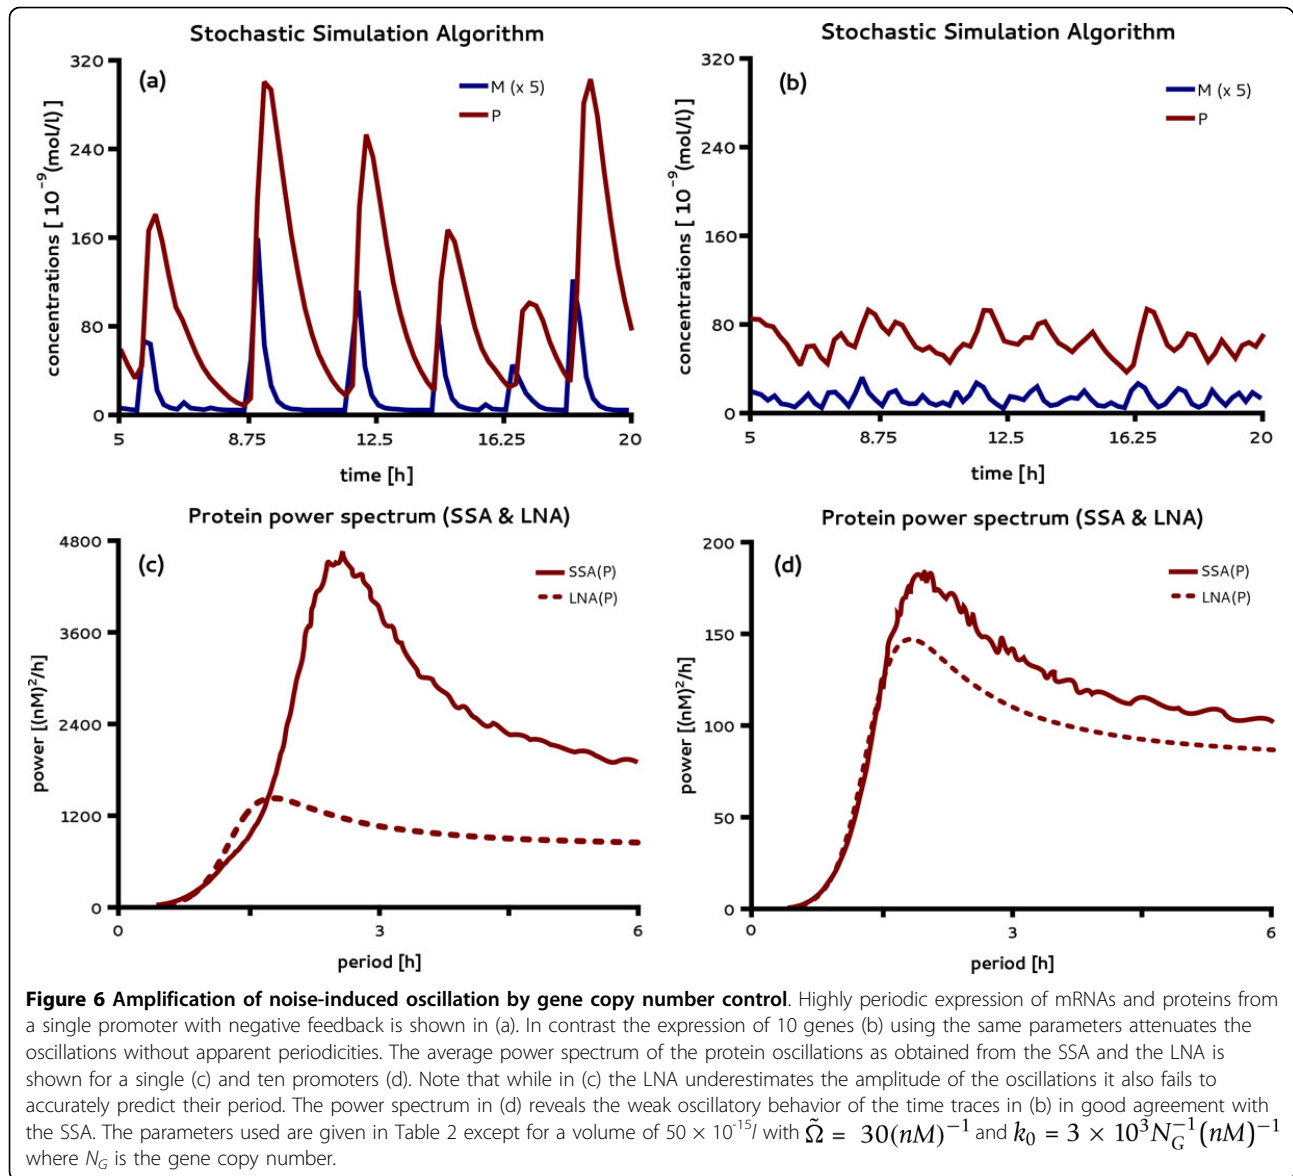 Stochastic Simulation Algorithm
(a)
M (x 5)
P
320
240
160
80
0
concentrations [ 10⁻⁹(mol/l)]
5
8.75
12.5
16.25
20
time [h]
Stochastic Simulation Algorithm
(b)
M (x 5)
P
320
240
160
80
0
concentrations [ 10⁻⁹(mol/l)]
5
8.75
12.5
16.25
20
time [h]
Protein power spectrum (SSA & LNA)
(c)
SSA(P)
LNA(P)
4800
3600
2400
1200
0
power [(nM)²/h]
0
3
6
period [h]
Protein power spectrum (SSA & LNA)
(d)
SSA(P)
LNA(P)
200
150
100
50
0
power [(nM)²/h]
0
3
6
period [h]
Figure 6 Amplification of noise-induced oscillation by gene copy number control. Highly periodic expression of mRNAs and proteins from
a single promoter with negative feedback is shown in (a). In contrast the expression of 10 genes (b) using the same parameters attenuates the
oscillations without apparent periodicities. The average power spectrum of the protein oscillations as obtained from the SSA and the LNA is
shown for a single (c) and ten promoters (d). Note that while in (c) the LNA underestimates the amplitude of the oscillations it also fails to
accurately predict their period. The power spectrum in (d) reveals the weak oscillatory behavior of the time traces in (b) in good agreement with
the SSA. The parameters used are given in Table 2 except for a volume of 50 × 10⁻¹⁵l with Ω̃ = 30(nM)⁻¹ and k₀ = 3 × 10³N_G⁻¹(nM)⁻¹
where N_G is the gene copy number.